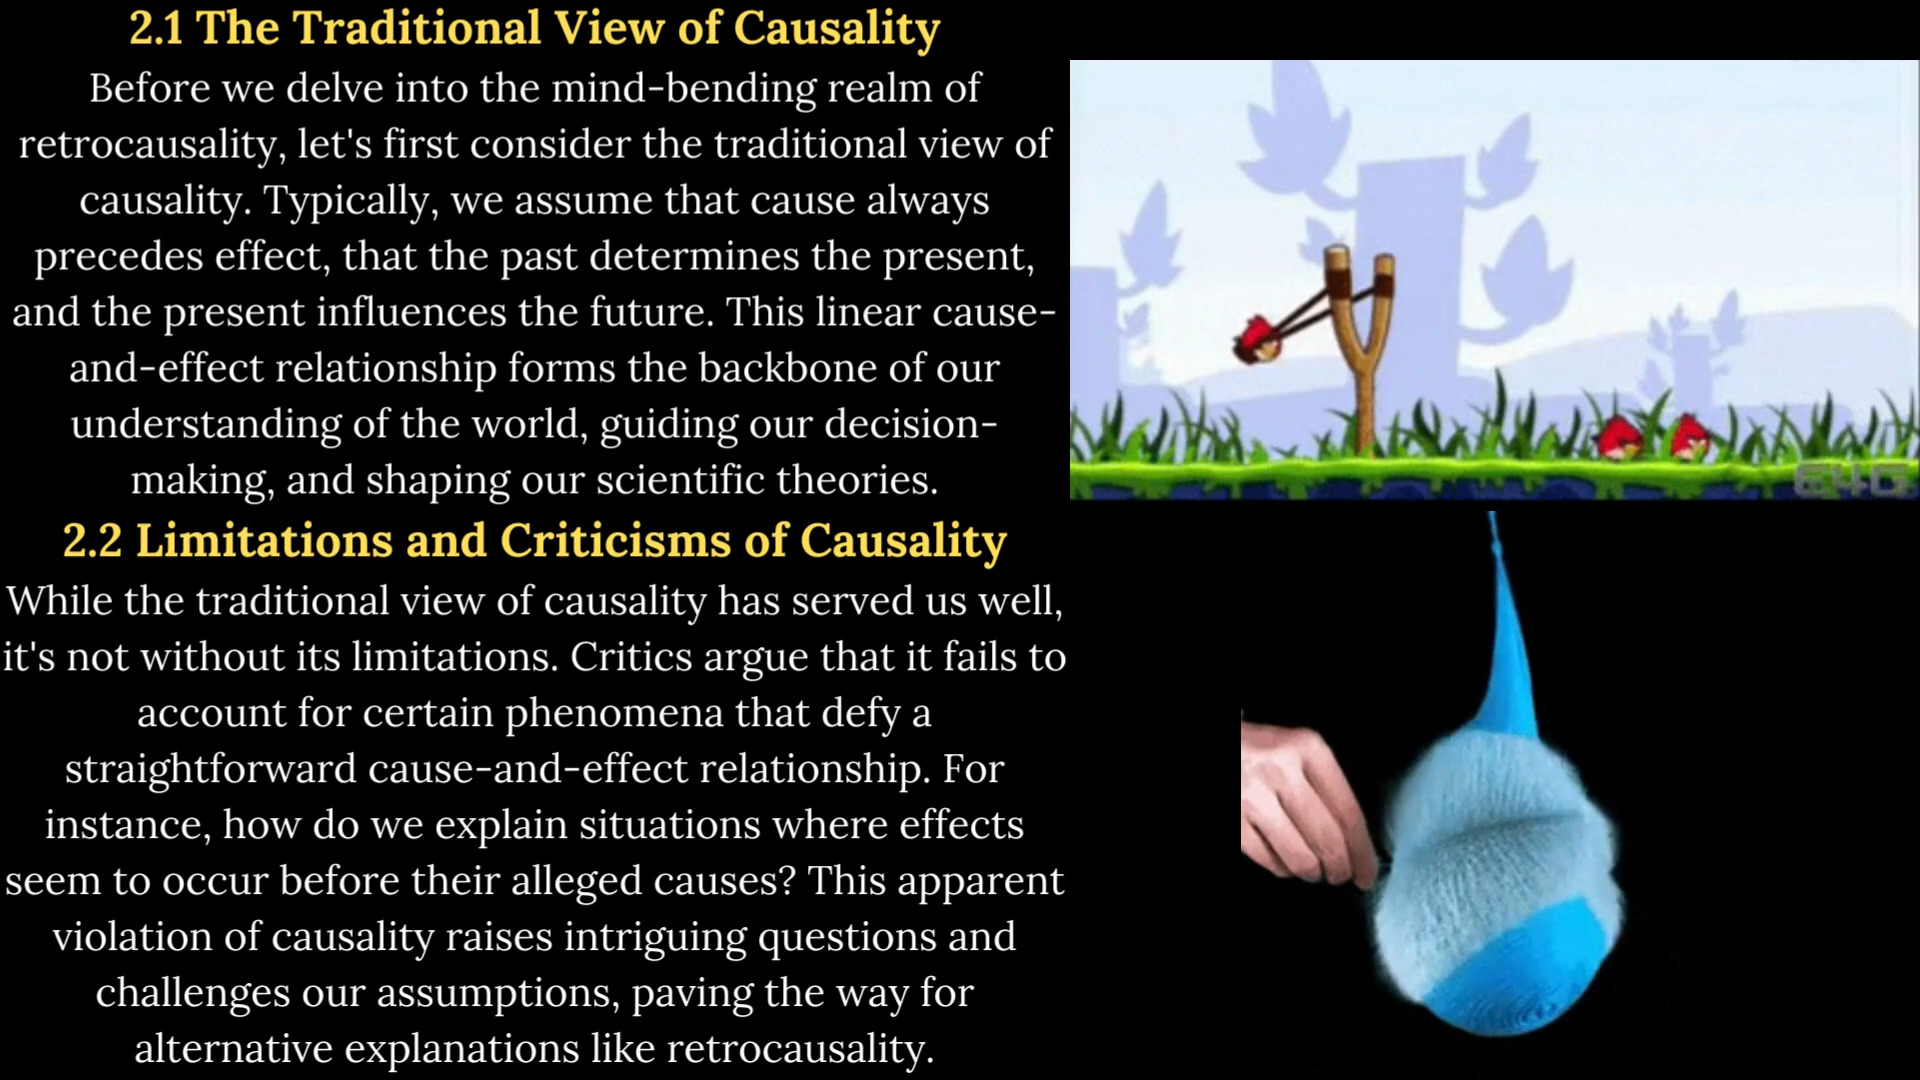 2.1 The Traditional View of Causality
Before we delve into the mind-bending realm of
retrocausality, let's first consider the traditional view of
causality. Typically, we assume that cause always
precedes effect, that the past determines the present,
and the present influences the future. This linear cause-
and-effect relationship forms the backbone of our
understanding of the world, guiding our decision-
making, and shaping our scientific theories.
2.2 Limitations and Criticisms of Causality
While the traditional view of causality has served us well,
it's not without its limitations. Critics argue that it fails to
account for certain phenomena that defy a
straightforward cause-and-effect relationship. For
instance, how do we explain situations where effects
seem to occur before their alleged causes? This apparent
violation of causality raises intriguing questions and
challenges our assumptions, paving the way for
alternative explanations like retrocausality.
E4G